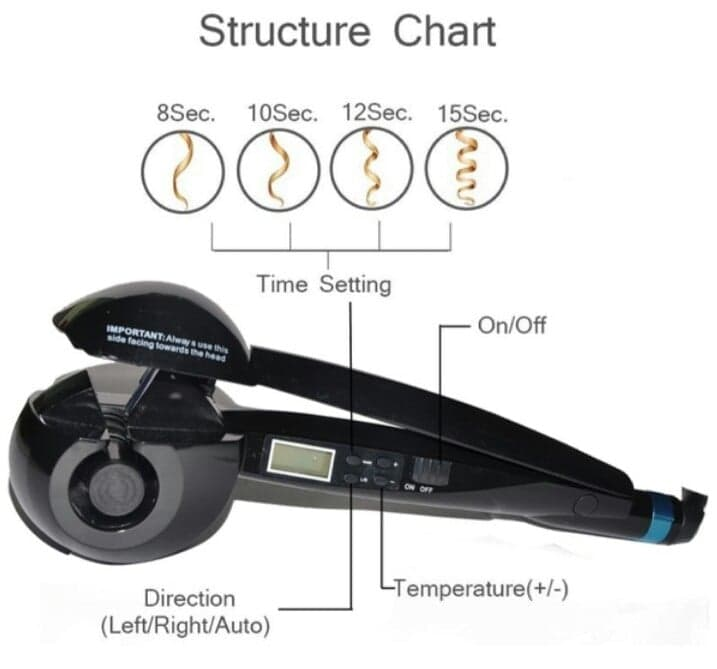 Structure Chart
8Sec. 10Sec. 12Sec. 15Sec.
Time Setting
On/Off
IMPORTANT:Always use this
side facing towards the head
+
L/R
-
ON OFF
Temperature(+/-)
Direction
(Left/Right/Auto)